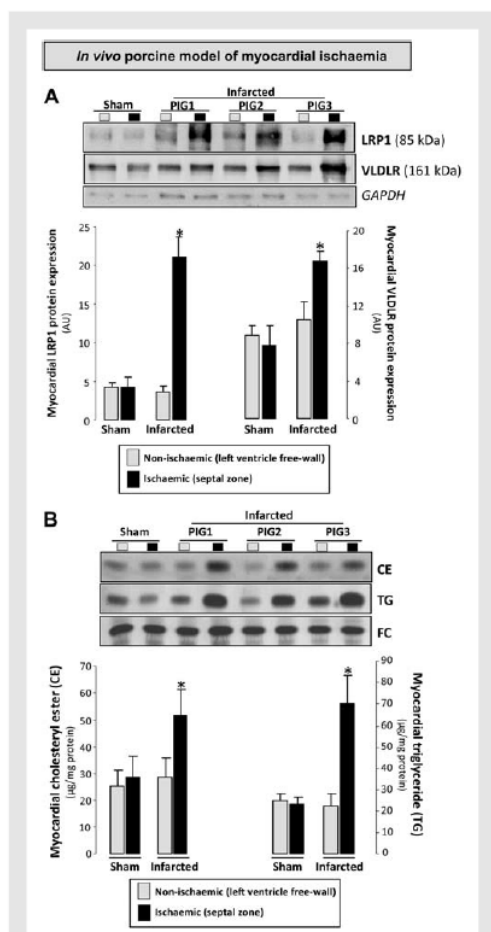 In vivo porcine model of myocardial ischaemia
A
Infarcted
Sham PIG1 PIG2 PIG3
LRP1 (85 kDa)
VLDLR (161 kDa)
GAPDH
Myocardial LRP1 protein expression
(AU)
25
20
15
10
5
0
*
*
20
16
12
8
4
0
Myocardial VLDLR protein expression
(AU)
Sham Infarcted Sham Infarcted
Non-ischaemic (left ventricle free-wall)
Ischaemic (septal zone)
B
Infarcted
Sham PIG1 PIG2 PIG3
CE
TG
FC
Myocardial cholesteryl ester (CE)
(µg/mg protein)
70
60
50
40
30
20
10
0
*
*
90
80
70
60
50
40
36
20
10
0
Myocardial triglyceride (TG)
(µg/mg protein)
Sham Infarcted Sham Infarcted
Non-ischaemic (left ventricle free-wall)
Ischaemic (septal zone)